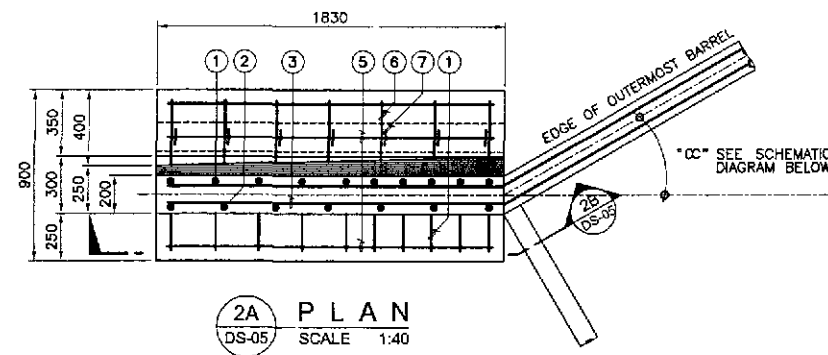 1830
1 2 3 5 6 7 1
EDGE OF OUTERMOST BARREL
900
350
300
250
400
250
200
"α" SEE SCHEMATIC
DIAGRAM BELOW
2B
DS-05
2A
DS-05
PLAN
SCALE 1:40